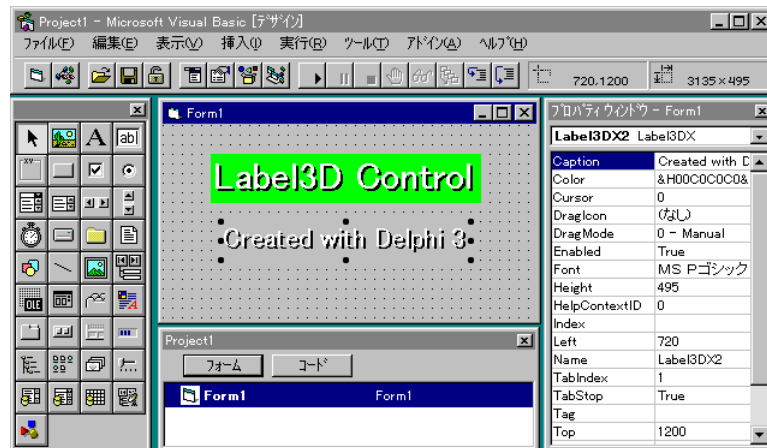 Project1 - Microsoft Visual Basic [ﾃﾞｻﾞｲﾝ]
ﾌｧｲﾙ(F) 編集(E) 表示(V) 挿入(I) 実行(R) ﾂｰﾙ(T) ｱﾄﾞｲﾝ(A) ﾍﾙﾌﾟ(H)
720,1200 3135×495
Form1
A ab
XY
OLE
Label3D Control
Created with Delphi 3
Project1
ﾌｫｰﾑ ｺｰﾄﾞ
Form1 Form1
ﾌﾟﾛﾊﾟﾃｨ ｳｨﾝﾄﾞｳ - Form1
Label3DX2 Label3DX
Caption Created with D
Color &H00C0C0C0&
Cursor 0
DragIcon (なし)
DragMode 0 - Manual
Enabled True
Font MS Pゴシック
Height 495
HelpContextID 0
Index
Left 720
Name Label3DX2
TabIndex 1
TabStop True
Tag
Top 1200